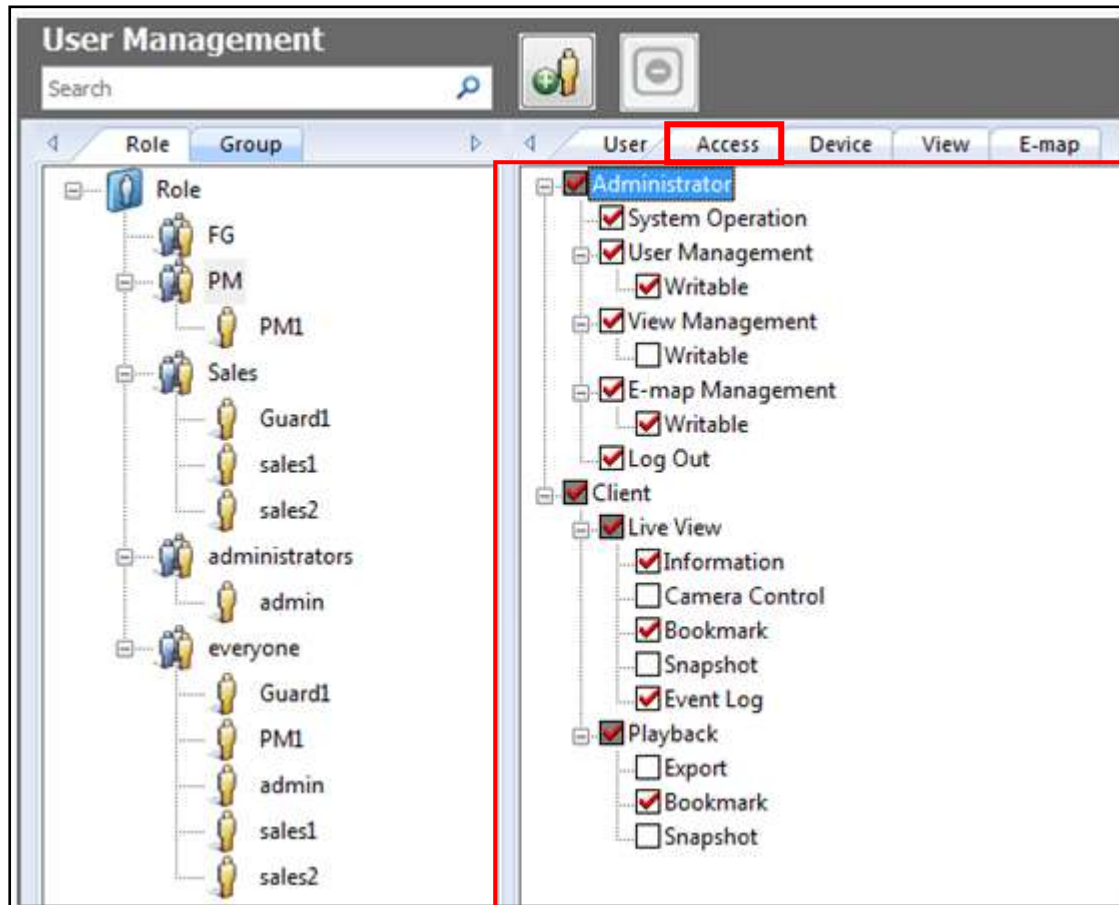 User Management
Search
Role Group
Role
FG
PM
PM1
Sales
Guard1
sales1
sales2
administrators
admin
everyone
Guard1
PM1
admin
sales1
sales2
User Access Device View E-map
Administrator
System Operation
User Management
Writable
View Management
Writable
E-map Management
Writable
Log Out
Client
Live View
Information
Camera Control
Bookmark
Snapshot
Event Log
Playback
Export
Bookmark
Snapshot